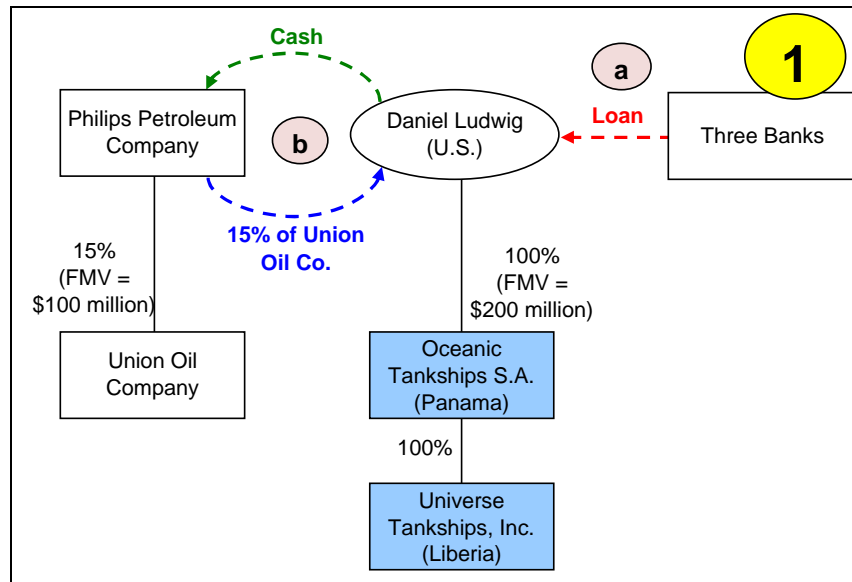 Cash
a
1
Philips Petroleum
Company
b
Daniel Ludwig
(U.S.)
Loan
Three Banks
15% of Union
Oil Co.
15%
(FMV =
$100 million)
100%
(FMV =
$200 million)
Union Oil
Company
Oceanic
Tankships S.A.
(Panama)
100%
Universe
Tankships, Inc.
(Liberia)